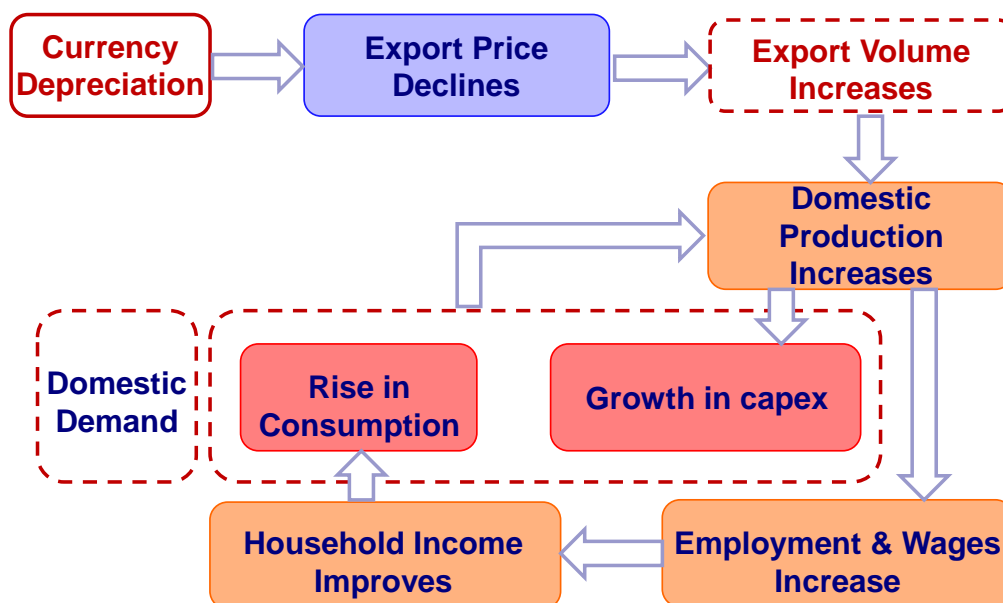 Currency
Depreciation
Export Price
Declines
Export Volume
Increases
Domestic
Production
Increases
Domestic
Demand
Rise in
Consumption
Growth in capex
Household Income
Improves
Employment & Wages
Increase